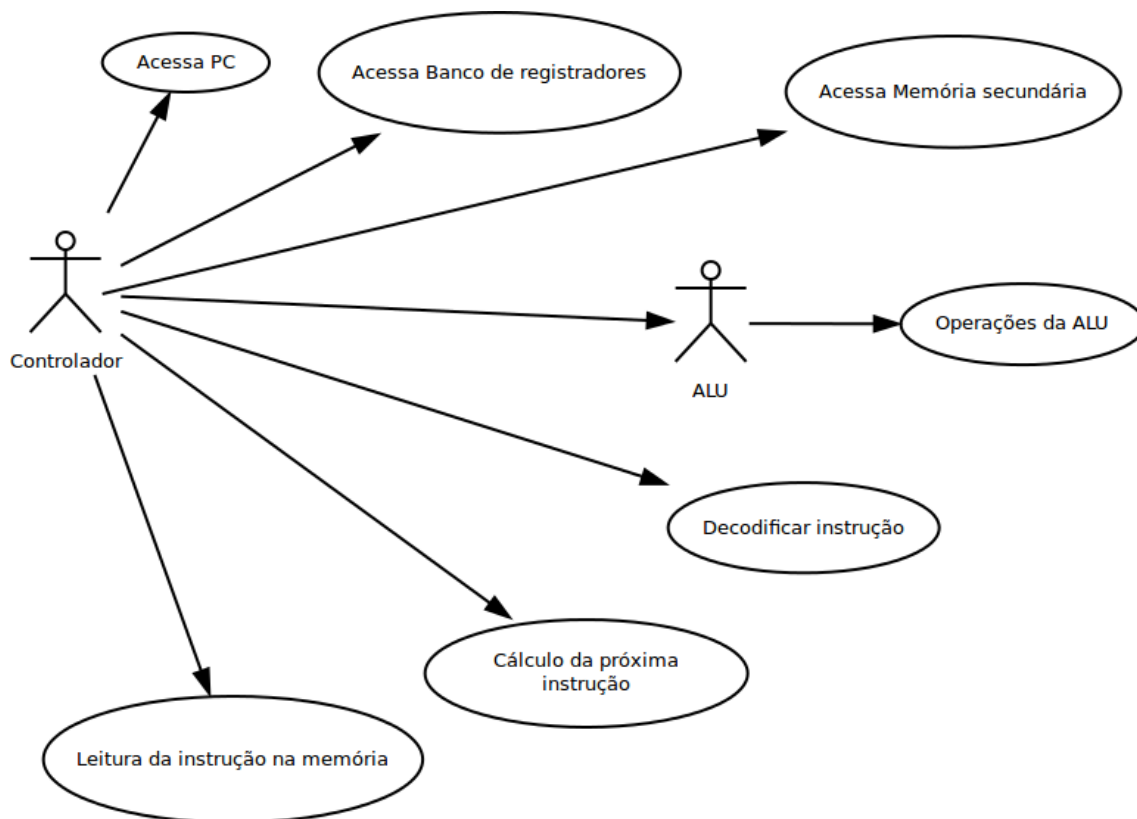 Acessa PC
Acessa Banco de registradores
Acessa Memória secundária
Controlador
ALU
Operações da ALU
Decodificar instrução
Cálculo da próxima
instrução
Leitura da instrução na memória